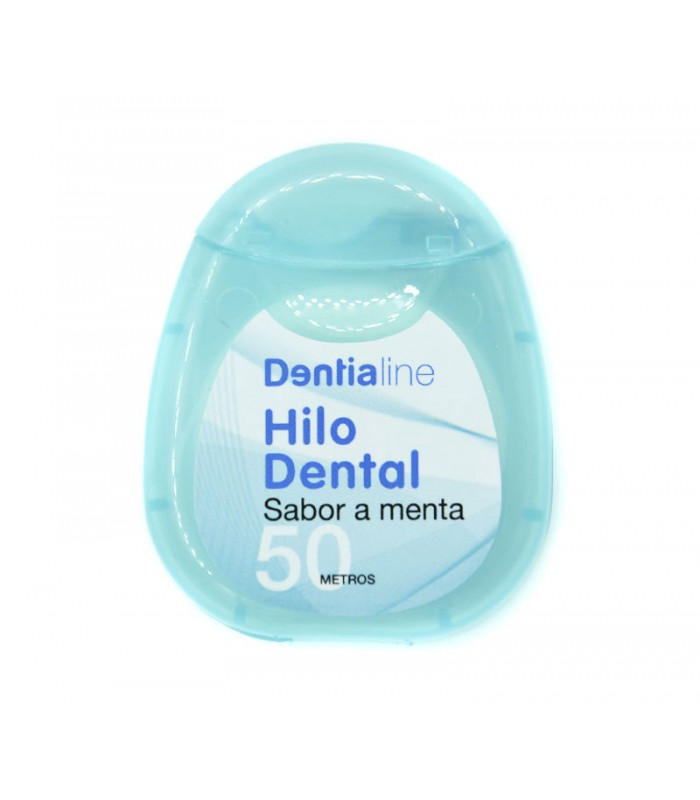 Dentialine
Hilo
Dental
Sabor a menta
50
METROS